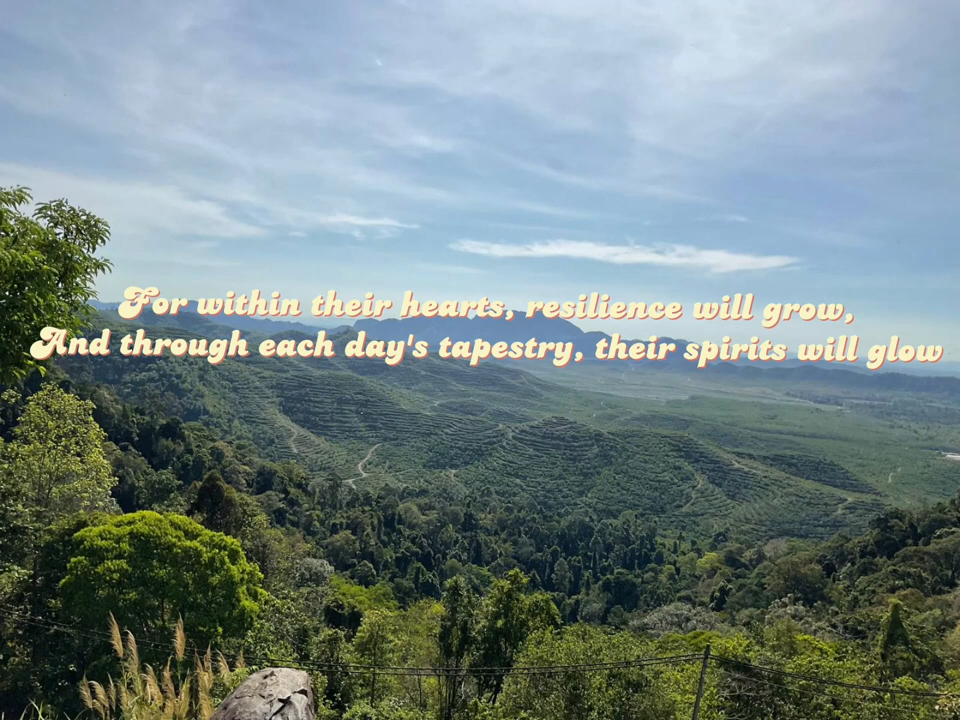 For within their hearts, resilience will grow,
And through each day's tapestry, their spirits will glow